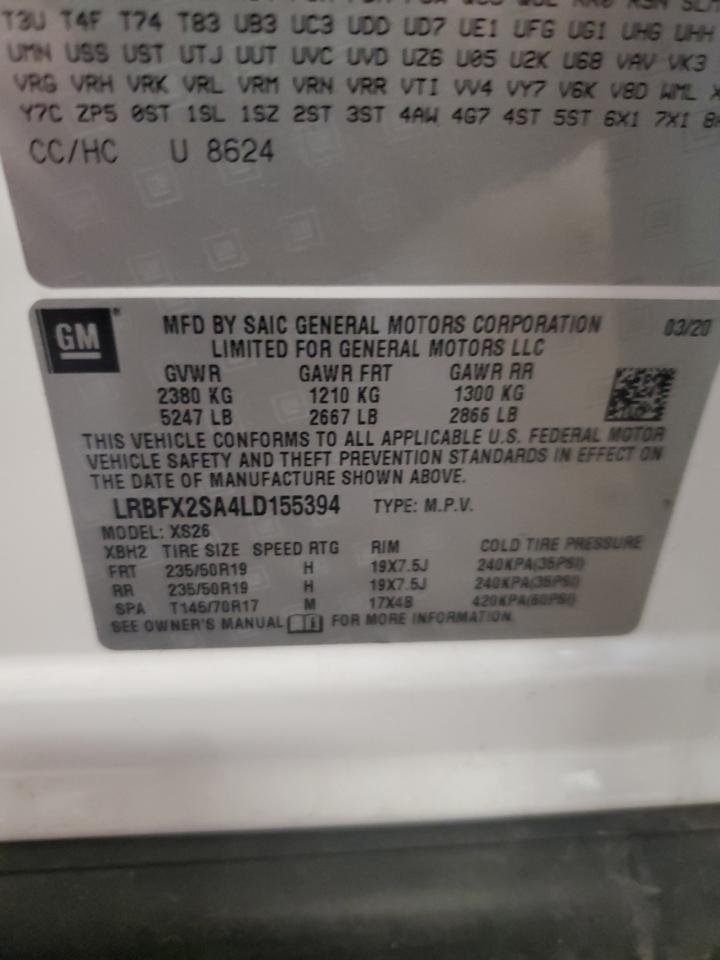 T3U T4F T74 T83 UB3 UC3 UDD UD7 UE1 UFG UG1 UHG UHH
UMN USS UST UTJ UUT UVC UVD UZ6 U05 U2K U68 VAV VK3
VRG VRH VRK VRL VRM VRN VRR VTI VV4 VY7 V6K V8D WML
Y7C ZP5 0ST 1SL 1SZ 2ST 3ST 4AW 4G7 4ST 5ST 6X1 7X1
CC/HC U 8624
GM
MFD BY SAIC GENERAL MOTORS CORPORATION 03/20
LIMITED FOR GENERAL MOTORS LLC
GVWR GAWR FRT GAWR RR
2380 KG 1210 KG 1300 KG
5247 LB 2667 LB 2866 LB
THIS VEHICLE CONFORMS TO ALL APPLICABLE U.S. FEDERAL MOTOR
VEHICLE SAFETY AND THEFT PREVENTION STANDARDS IN EFFECT ON
THE DATE OF MANUFACTURE SHOWN ABOVE.
LRBFX2SA4LD155394 TYPE: M.P.V.
MODEL: XS26
XBH2 TIRE SIZE SPEED RTG RIM COLD TIRE PRESSURE
FRT 235/50R19 H 19X7.5J 240KPA(35PSI)
RR 235/50R19 H 19X7.5J 240KPA(35PSI)
SPA T145/70R17 M 17X4B 420KPA(60PSI)
SEE OWNER'S MANUAL FOR MORE INFORMATION.